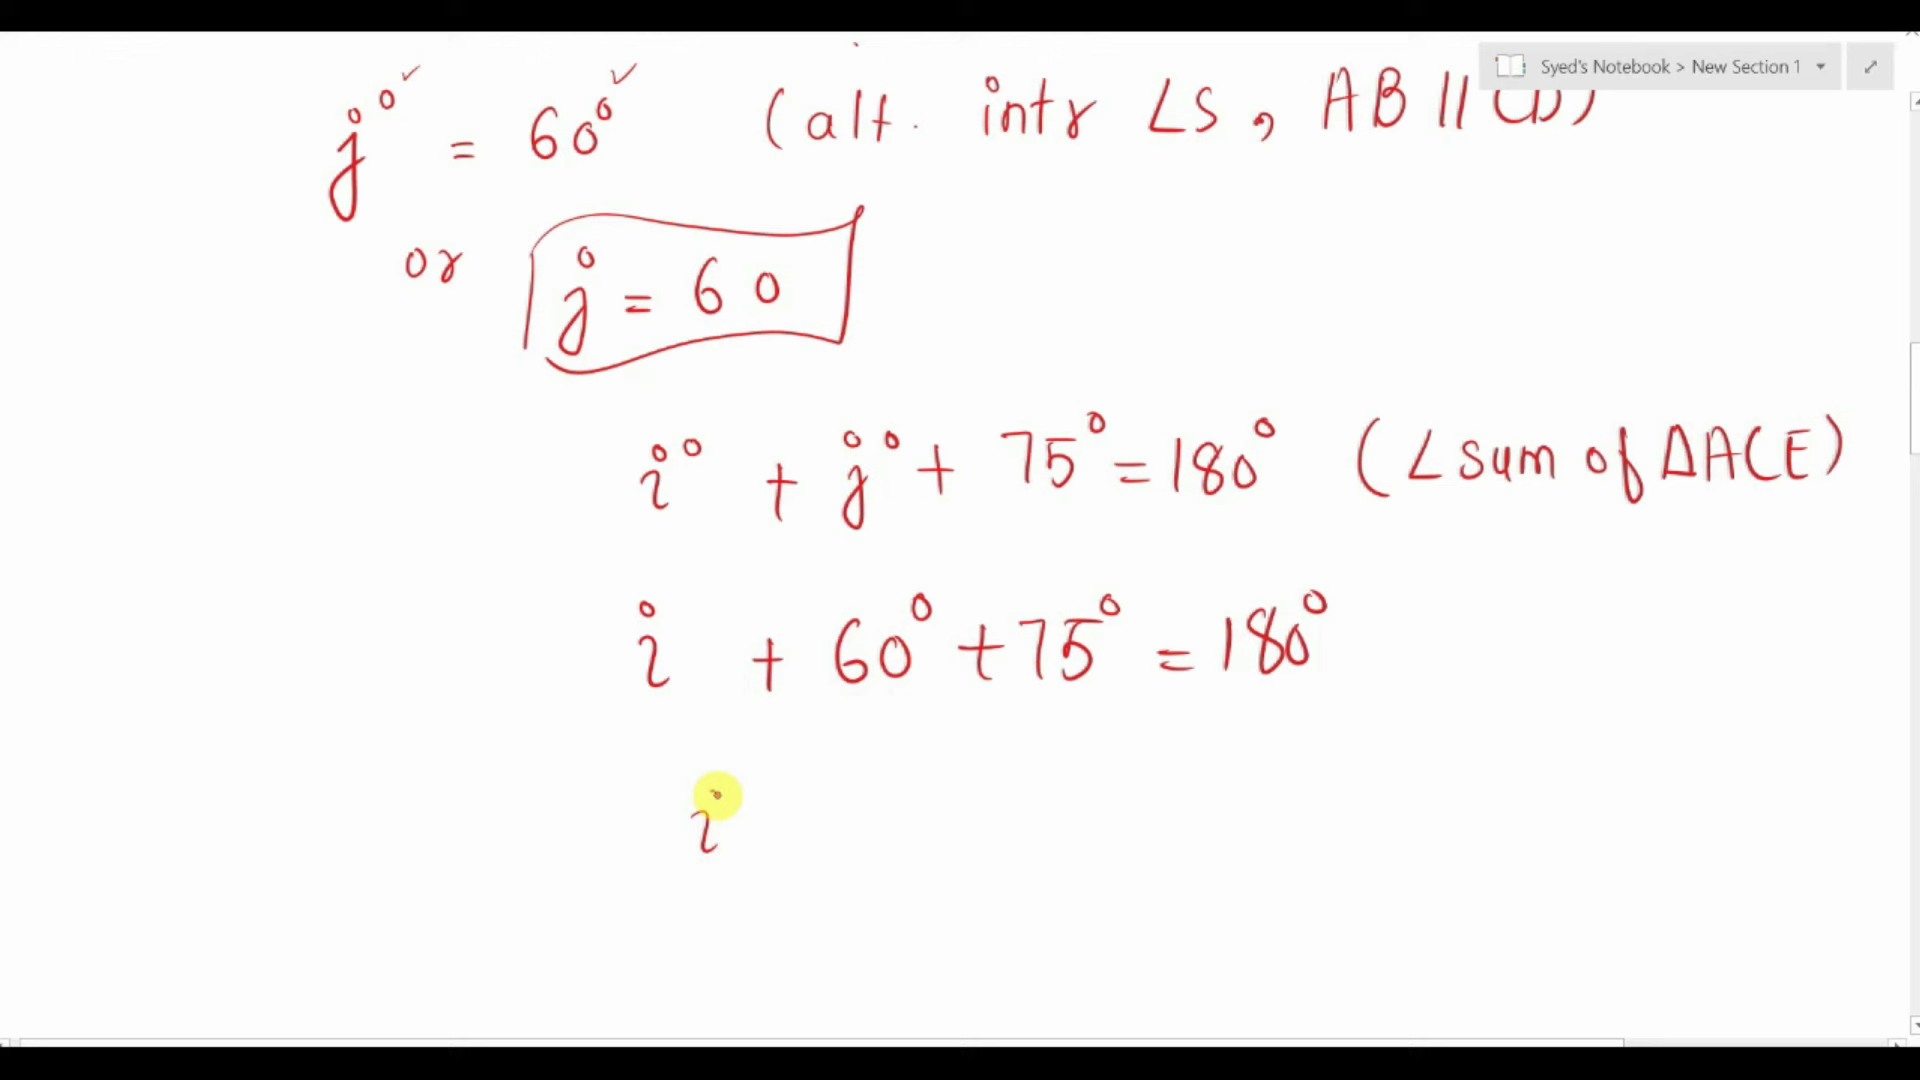 Syed's Notebook > New Section 1
j° = 60° (alt. intr ∠s, AB || CD)
or j = 60
i° + j° + 75° = 180° (∠sum of ΔACE)
i + 60° + 75° = 180°
i